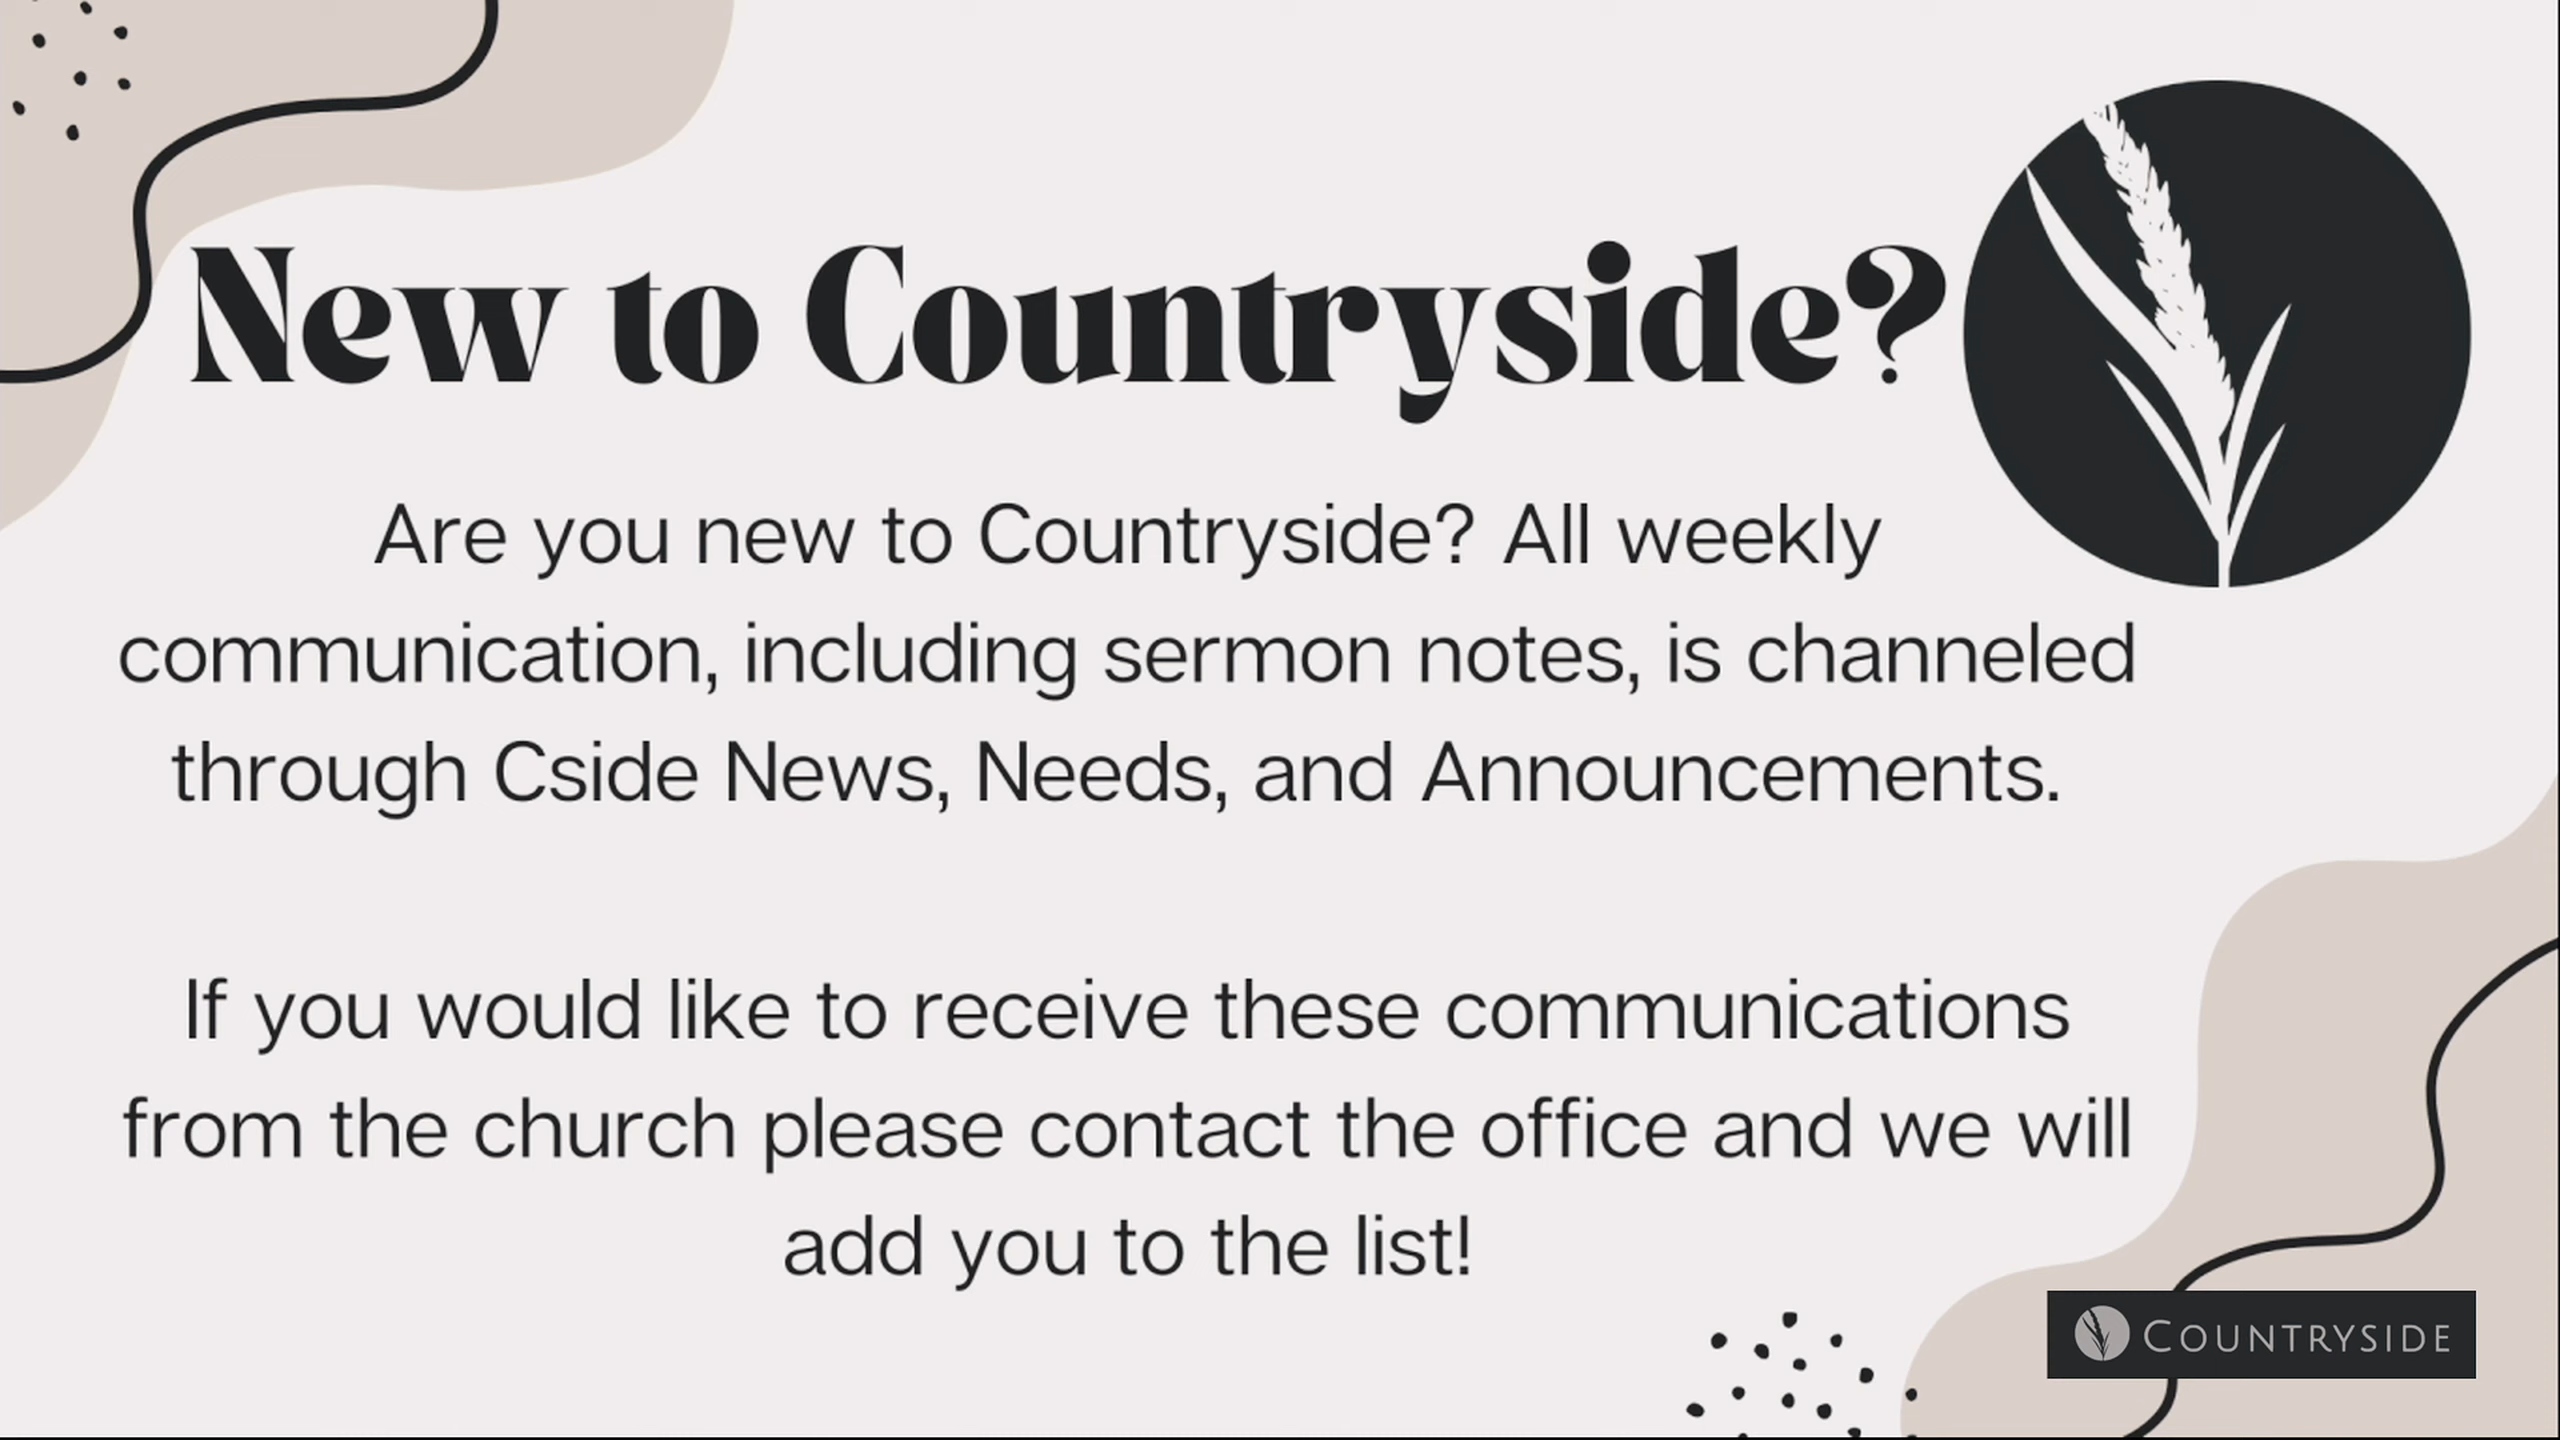 New to Countryside?
Are you new to Countryside? All weekly
communication, including sermon notes, is channeled
through Cside News, Needs, and Announcements.
If you would like to receive these communications
from the church please contact the office and we will
add you to the list!
COUNTRYSIDE